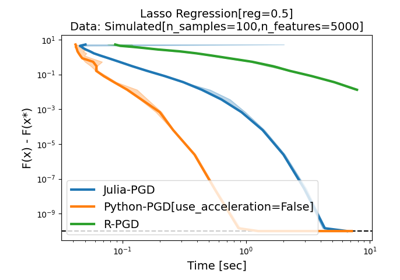 Lasso Regression[reg=0.5]
Data: Simulated[n_samples=100,n_features=5000]
F(x) - F(x*)
10¹
10⁻¹
10⁻³
10⁻⁵
10⁻⁷
10⁻⁹
Julia-PGD
Python-PGD[use_acceleration=False]
R-PGD
10⁻¹
10⁰
10¹
Time [sec]